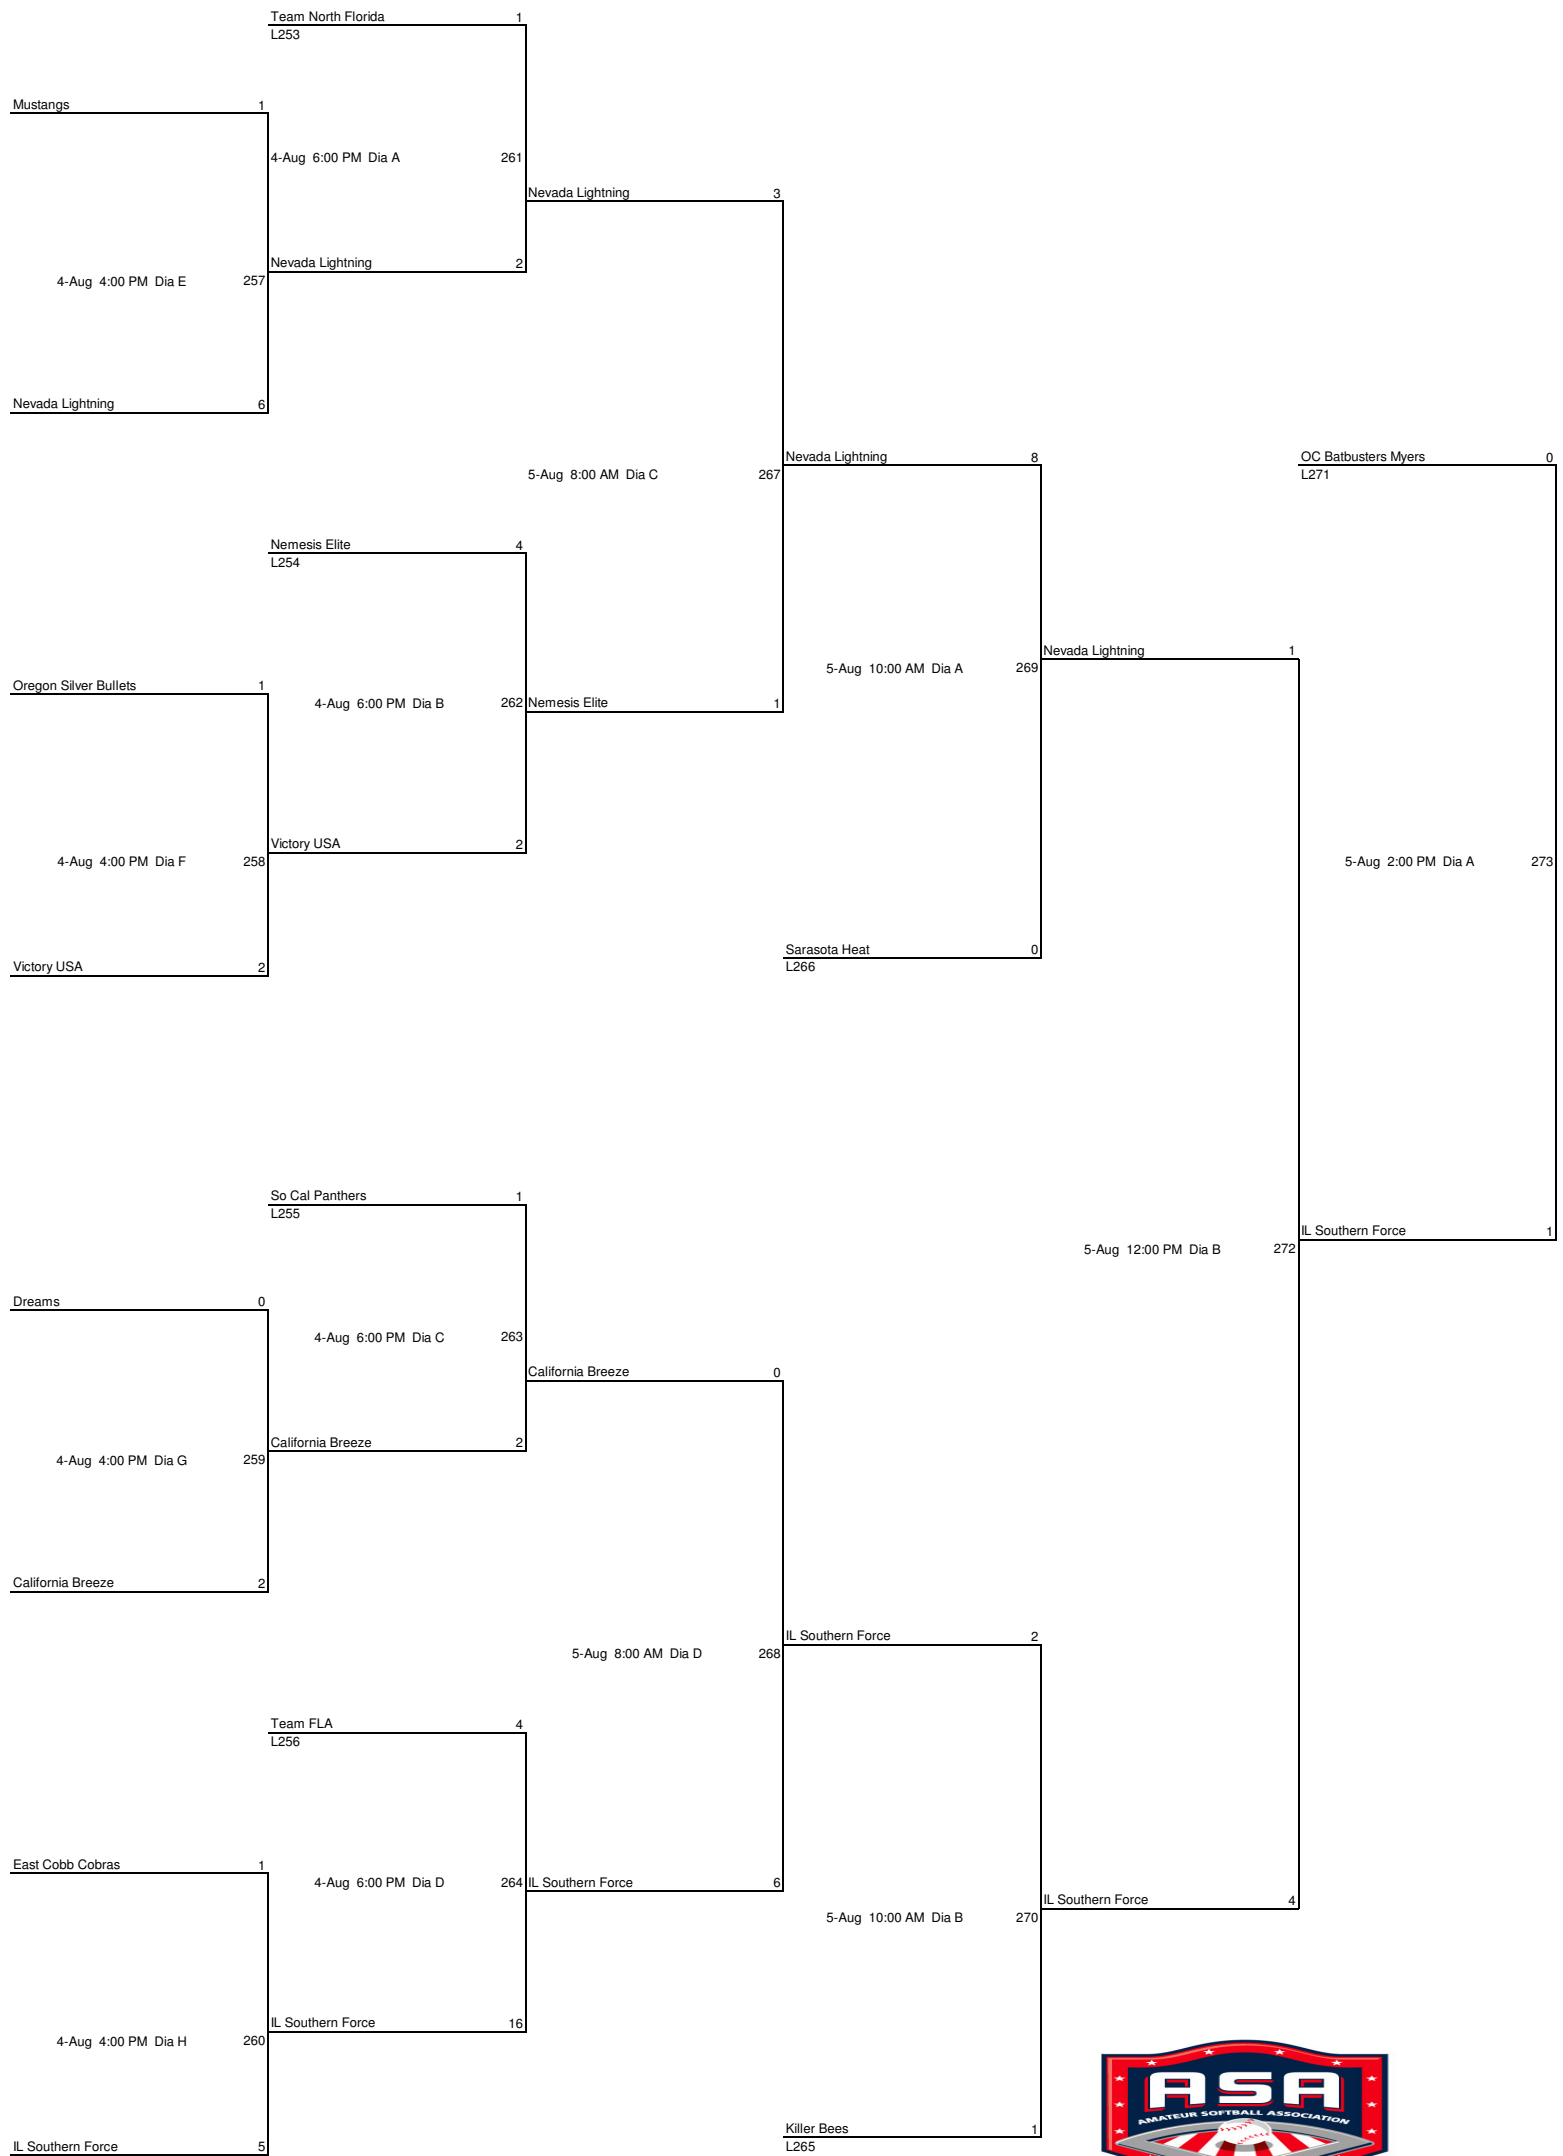 Team North Florida 1
L253
Mustangs 1
4-Aug 6:00 PM Dia A 261
Nevada Lightning 3
Nevada Lightning 2
4-Aug 4:00 PM Dia E 257
Nevada Lightning 6
Nevada Lightning 8
OC Batbusters Myers 0
5-Aug 8:00 AM Dia C 267
L271
Nemesis Elite 4
L254
Nevada Lightning 1
5-Aug 10:00 AM Dia A 269
Oregon Silver Bullets 1
4-Aug 6:00 PM Dia B 262
Nemesis Elite 1
Victory USA 2
4-Aug 4:00 PM Dia F 258
5-Aug 2:00 PM Dia A 273
Sarasota Heat 0
Victory USA 2
L266
So Cal Panthers 1
L255
IL Southern Force 1
5-Aug 12:00 PM Dia B 272
Dreams 0
4-Aug 6:00 PM Dia C 263
California Breeze 0
California Breeze 2
4-Aug 4:00 PM Dia G 259
California Breeze 2
IL Southern Force 2
5-Aug 8:00 AM Dia D 268
Team FLA 4
L256
East Cobb Cobras 1
4-Aug 6:00 PM Dia D 264
IL Southern Force 6
IL Southern Force 4
5-Aug 10:00 AM Dia B 270
IL Southern Force 16
4-Aug 4:00 PM Dia H 260
ASA
AMATEUR SOFTBALL ASSOCIATION
Killer Bees 1
IL Southern Force 5
L265